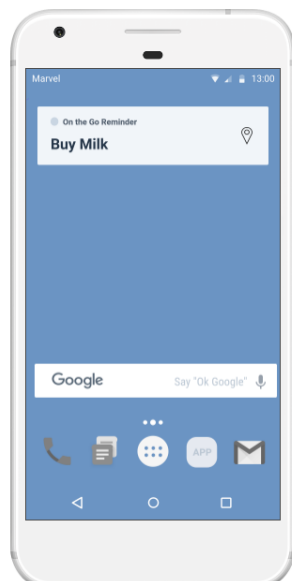 Marvel 13:00
On the Go Reminder
Buy Milk
Google Say "Ok Google"
APP